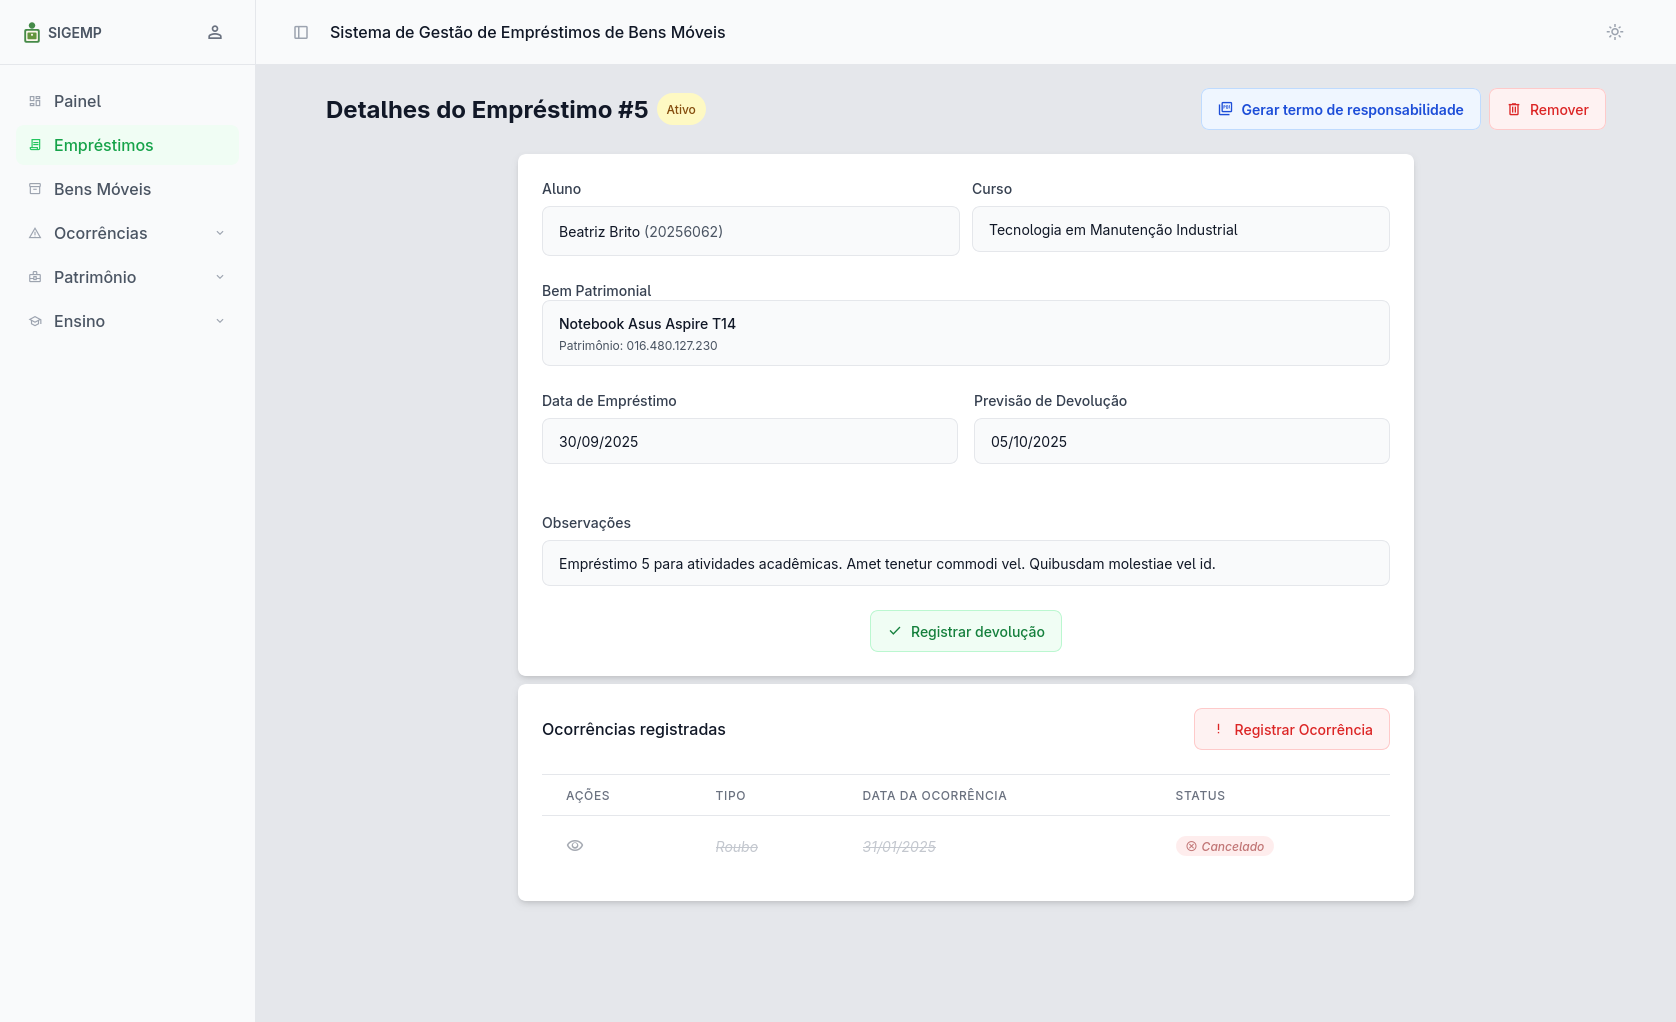 SIGEMP
Sistema de Gestão de Empréstimos de Bens Móveis
Painel
Empréstimos
Bens Móveis
Ocorrências
Patrimônio
Ensino
Detalhes do Empréstimo #5 Ativo
Gerar termo de responsabilidade
Remover
Aluno
Curso
Beatriz Brito (20256062)
Tecnologia em Manutenção Industrial
Bem Patrimonial
Notebook Asus Aspire T14
Patrimônio: 016.480.127.230
Data de Empréstimo
Previsão de Devolução
30/09/2025
05/10/2025
Observações
Empréstimo 5 para atividades acadêmicas. Amet tenetur commodi vel. Quibusdam molestiae vel id.
Registrar devolução
Ocorrências registradas
Registrar Ocorrência
AÇÕES TIPO DATA DA OCORRÊNCIA STATUS
Roubo 31/01/2025 Cancelado